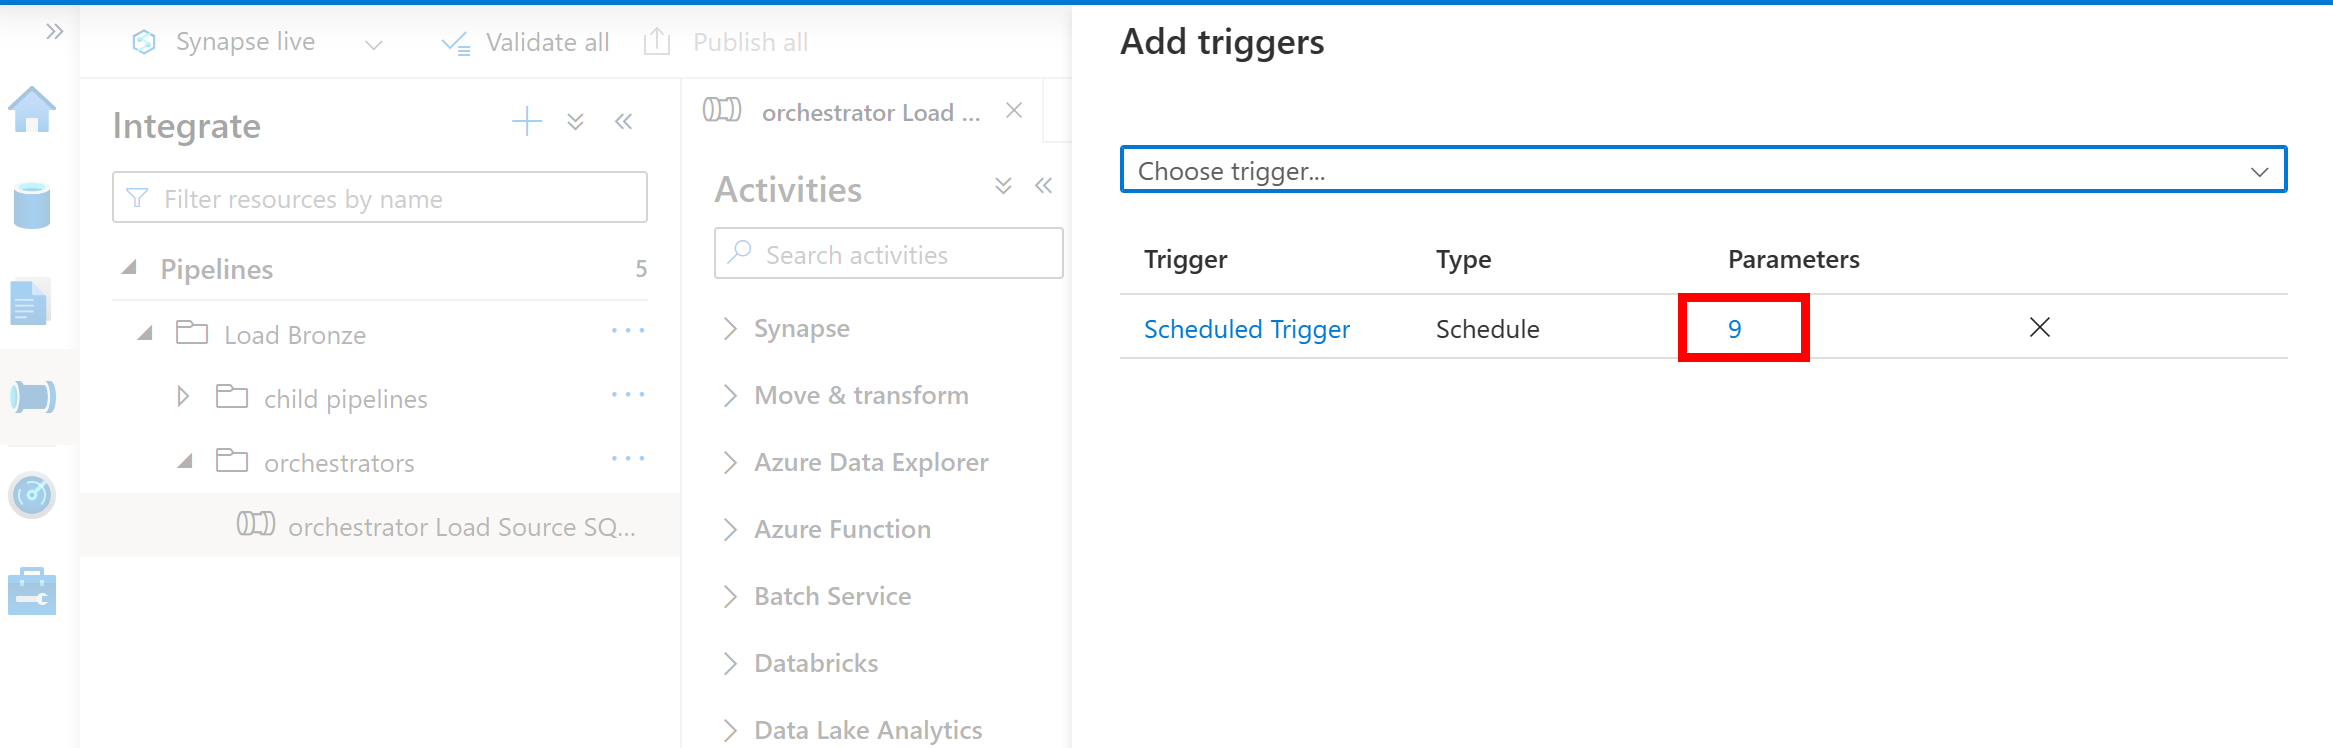 Synapse live
Validate all
Publish all
Integrate
Filter resources by name
Pipelines 5
Load Bronze
child pipelines
orchestrators
orchestrator Load Source SQ...
orchestrator Load ...
Activities
Search activities
Synapse
Move & transform
Azure Data Explorer
Azure Function
Batch Service
Databricks
Data Lake Analytics
Add triggers
Choose trigger...
Trigger Type Parameters
Scheduled Trigger Schedule 9